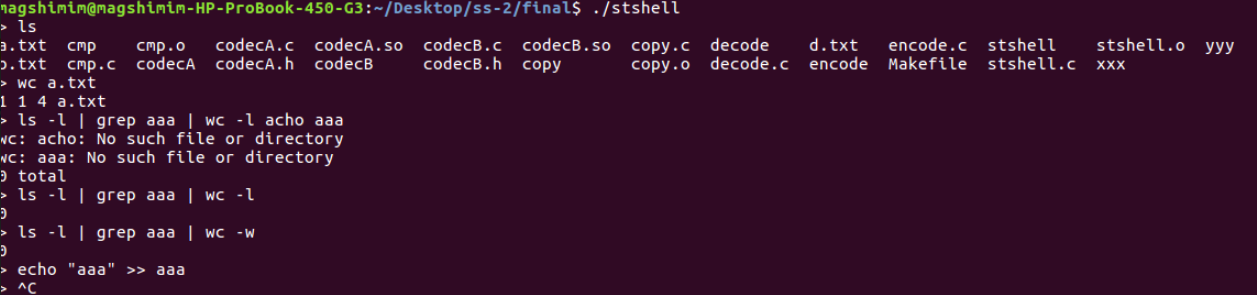 magshimim@magshimim-HP-ProBook-450-G3:~/Desktop/ss-2/final$ ./stshell
> ls
a.txt cmp cmp.o codecA.c codecA.so codecB.c codecB.so copy.c decode d.txt encode.c stshell stshell.o yyy
b.txt cmp.c codecA codecA.h codecB codecB.h copy copy.o decode.c encode Makefile stshell.c xxx
> wc a.txt
1 1 4 a.txt
> ls -l | grep aaa | wc -l acho aaa
wc: acho: No such file or directory
wc: aaa: No such file or directory
0 total
> ls -l | grep aaa | wc -l
0
> ls -l | grep aaa | wc -w
0
> echo "aaa" >> aaa
> ^C